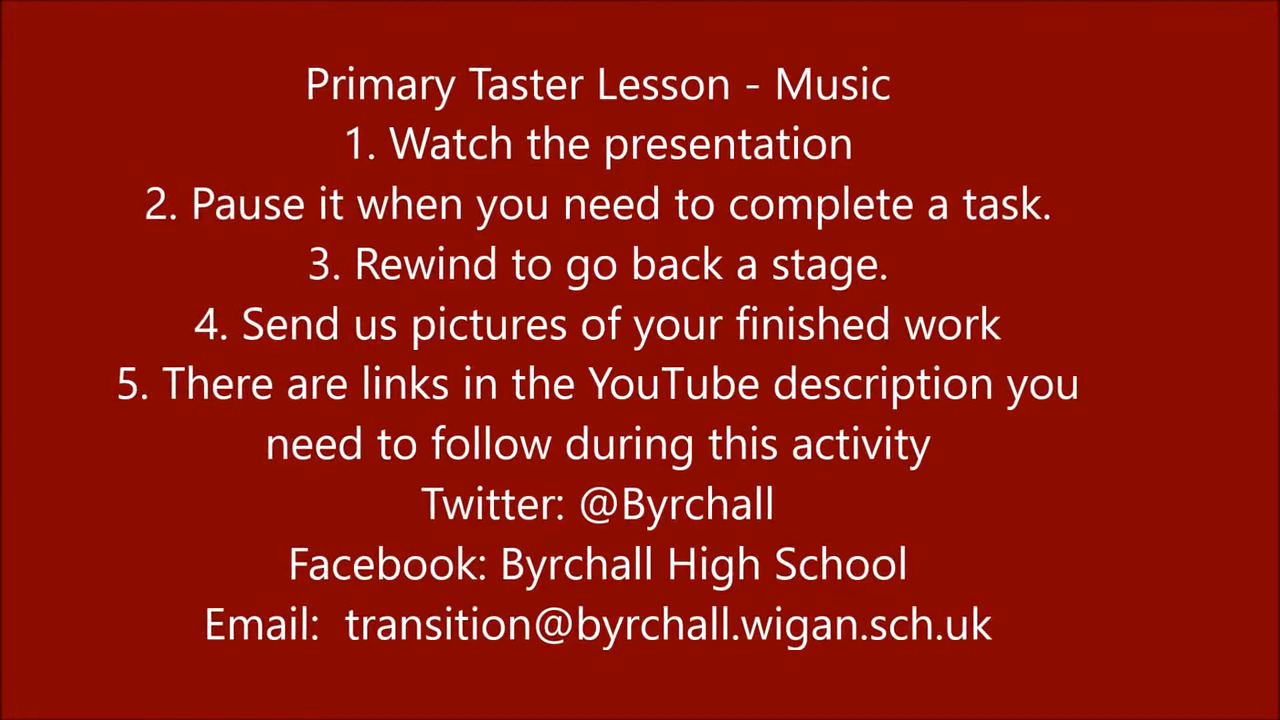 Primary Taster Lesson - Music
1. Watch the presentation
2. Pause it when you need to complete a task.
3. Rewind to go back a stage.
4. Send us pictures of your finished work
5. There are links in the YouTube description you
need to follow during this activity
Twitter: @Byrchall
Facebook: Byrchall High School
Email:  transition@byrchall.wigan.sch.uk